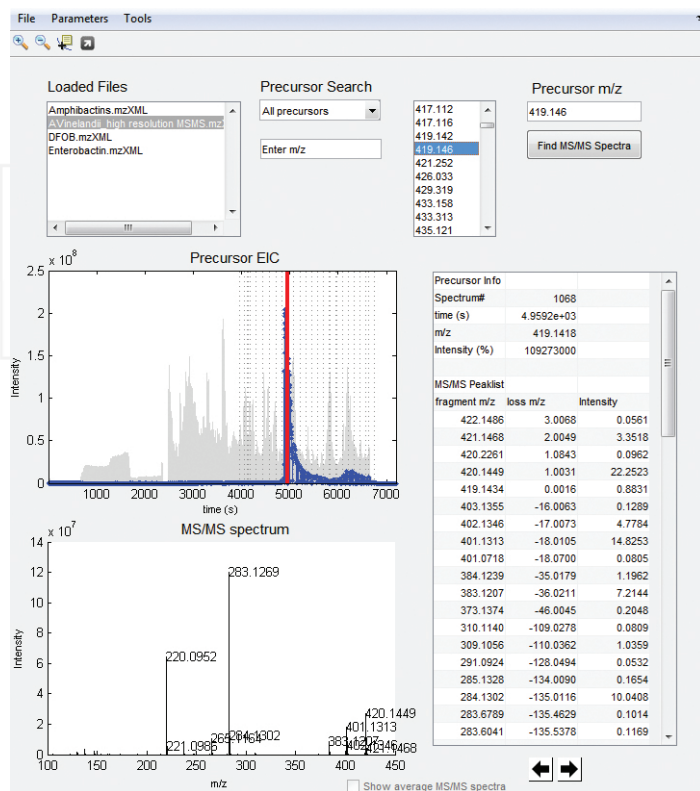 File Parameters Tools
Loaded Files
Amphibactins.mzXML
AVinelandii_high resolution MSMS.mz
DFOB.mzXML
Enterobactin.mzXML
Precursor Search
All precursors
Enter m/z
417.112
417.116
419.142
419.146
421.252
426.033
429.319
433.158
433.313
435.121
Precursor m/z
419.146
Find MS/MS Spectra
Precursor EIC
x 10^8
2.5
2
1.5
1
0.5
0
Intensity
1000 2000 3000 4000 5000 6000 7000
time (s)
MS/MS spectrum
x 10^7
14
12
10
8
6
4
2
0
Intensity
283.1269
220.0952
420.1449
401.1313
284.1302
221.0985
100 150 200 250 300 350 400 450
m/z
Show average MS/MS spectra
Precursor Info
Spectrum# 1068
time (s) 4.9592e+03
m/z 419.1418
Intensity (%) 109273000
MS/MS Peaklist
fragment m/z loss m/z Intensity
422.1486 3.0068 0.0561
421.1468 2.0049 3.3518
420.2261 1.0843 0.0962
420.1449 1.0031 22.2523
419.1434 0.0016 0.8831
403.1355 -16.0063 0.1289
402.1346 -17.0073 4.7784
401.1313 -18.0105 14.8253
401.0718 -18.0700 0.0805
384.1239 -35.0179 1.1962
383.1207 -36.0211 7.2144
373.1374 -46.0045 0.2048
310.1140 -109.0278 0.0809
309.1056 -110.0362 1.0359
291.0924 -128.0494 0.0532
285.1328 -134.0090 0.1654
284.1302 -135.0116 10.0408
283.6789 -135.4629 0.1014
283.6041 -135.5378 0.1169